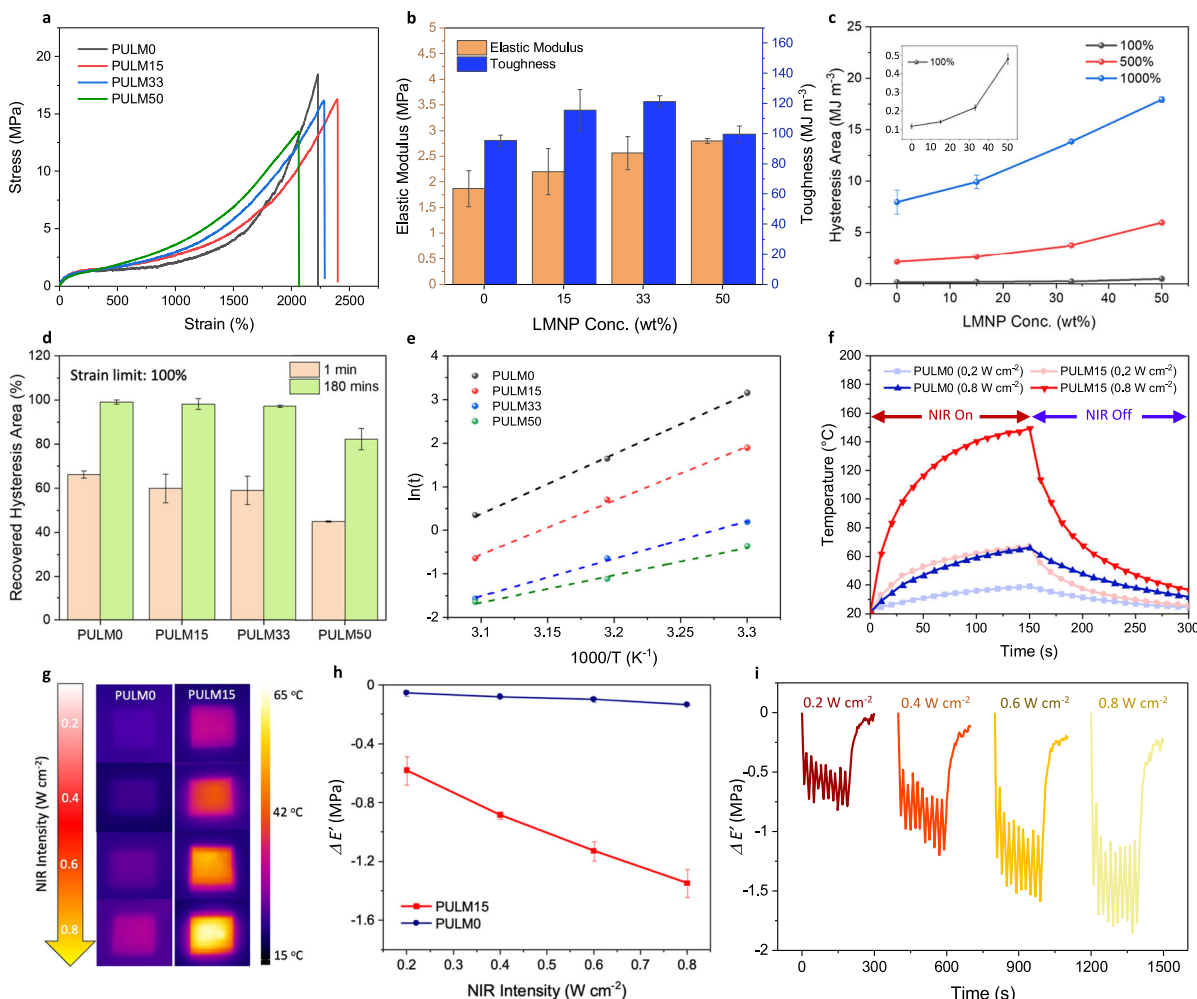 a
PULM0
PULM15
PULM33
PULM50
Stress (MPa)
0
5
10
15
20
0 500 1000 1500 2000 2500
Strain (%)
b
Elastic Modulus
Toughness
Elastic Modulus (MPa)
0
0.5
1
1.5
2
2.5
3
3.5
4
4.5
5
Toughness (MJ m⁻³)
0
20
40
60
80
100
120
140
160
0 15 33 50
LMNP Conc. (wt%)
c
100%
500%
1000%
100%
0.5
0.4
0.3
0.2
0.1
0 10 20 30 40 50
Hysteresis Area (MJ m⁻³)
25
20
15
10
5
0
0 10 20 30 40 50
LMNP Conc. (wt%)
d
Strain limit: 100%
1 min
180 mins
Recovered Hysteresis Area (%)
120
100
80
60
40
20
0
PULM0 PULM15 PULM33 PULM50
e
PULM0
PULM15
PULM33
PULM50
ln(t)
4
3
2
1
0
-1
-2
3.1 3.15 3.2 3.25 3.3
1000/T (K⁻¹)
f
PULM0 (0.2 W cm⁻²) PULM15 (0.2 W cm⁻²)
PULM0 (0.8 W cm⁻²) PULM15 (0.8 W cm⁻²)
NIR On NIR Off
Temperature (°C)
200
180
160
140
120
100
80
60
40
20
0 50 100 150 200 250 300
Time (s)
g
PULM0 PULM15
NIR Intensity (W cm⁻²)
0.2
0.4
0.6
0.8
65 °C
42 °C
15 °C
h
Δ E′ (MPa)
0
-0.4
-0.8
-1.2
-1.6
PULM15
PULM0
0.2 0.3 0.4 0.5 0.6 0.7 0.8
NIR Intensity (W cm⁻²)
i
0.2 W cm⁻² 0.4 W cm⁻² 0.6 W cm⁻² 0.8 W cm⁻²
Δ E′ (MPa)
0
-0.5
-1
-1.5
-2
0 300 600 900 1200 1500
Time (s)